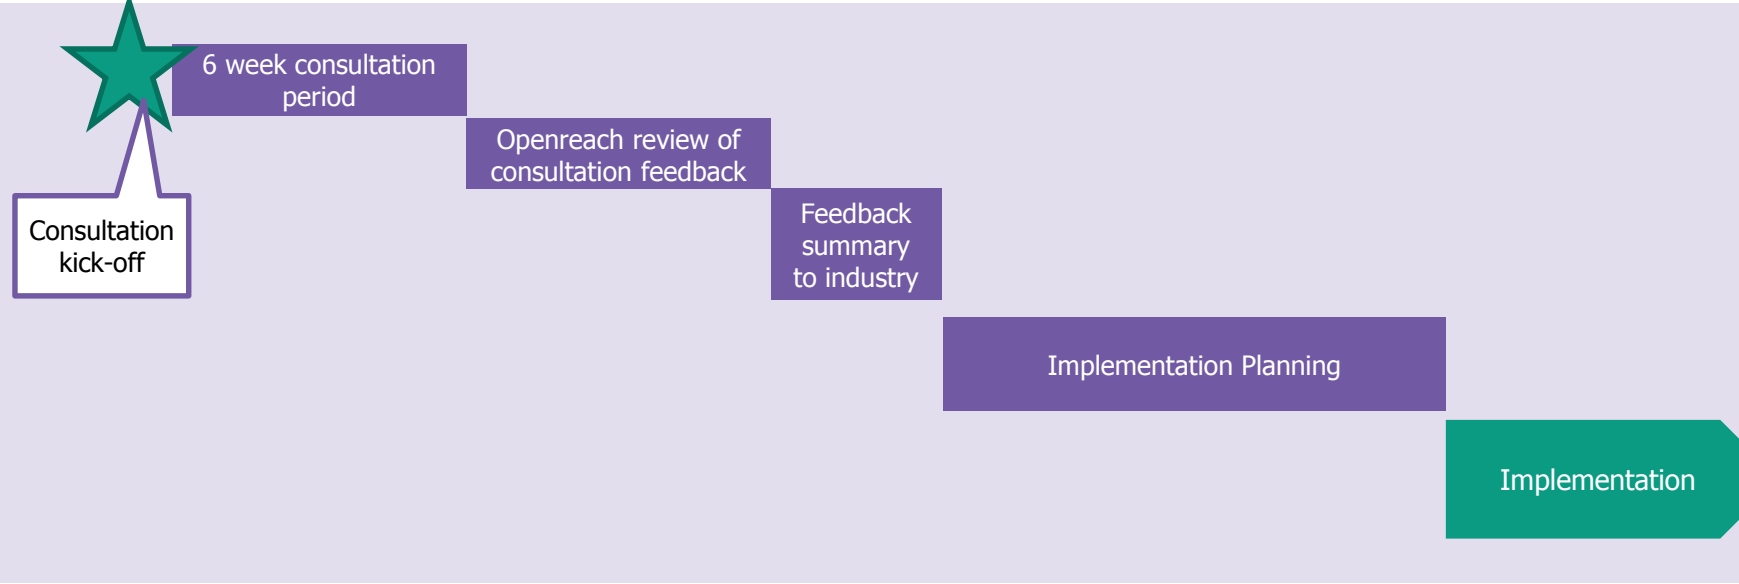 6 week consultation
period
Openreach review of
consultation feedback
Feedback
summary
to industry
Consultation
kick-off
Implementation Planning
Implementation